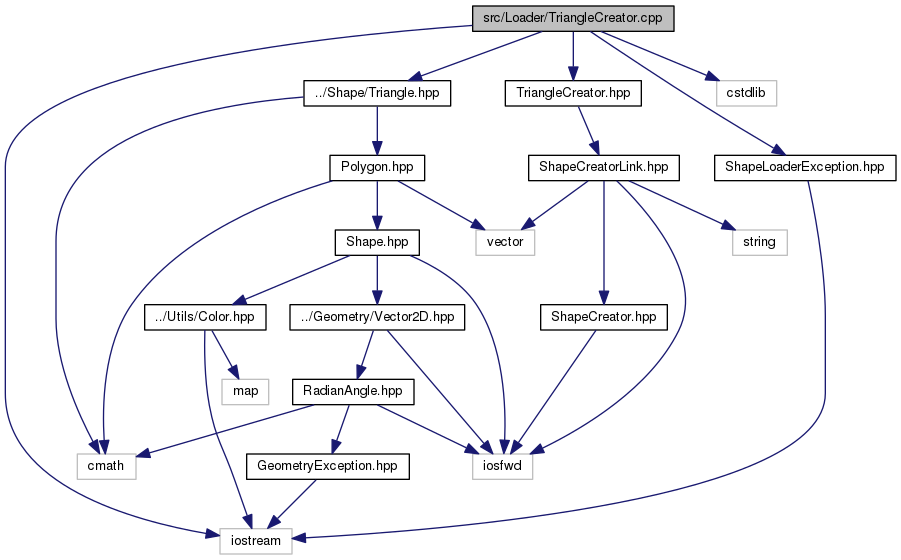 src/Loader/TriangleCreator.cpp
../Shape/Triangle.hpp
TriangleCreator.hpp
cstdlib
Polygon.hpp
ShapeCreatorLink.hpp
ShapeLoaderException.hpp
Shape.hpp
vector
string
../Utils/Color.hpp
../Geometry/Vector2D.hpp
ShapeCreator.hpp
map
RadianAngle.hpp
cmath
GeometryException.hpp
iosfwd
iostream